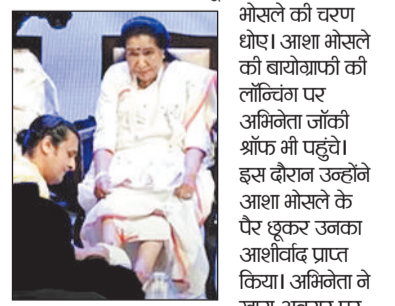 भोसले की चरण
धोए। आशा भोसले
की बायोग्राफी की
लॉन्चिंग पर
अभिनेता जॉकी
श्रॉफ भी पहुंचे।
इस दौरान उन्होंने
आशा भोसले के
पैर छूकर उनका
आशीर्वाद प्राप्त
किया। अभिनेता ने